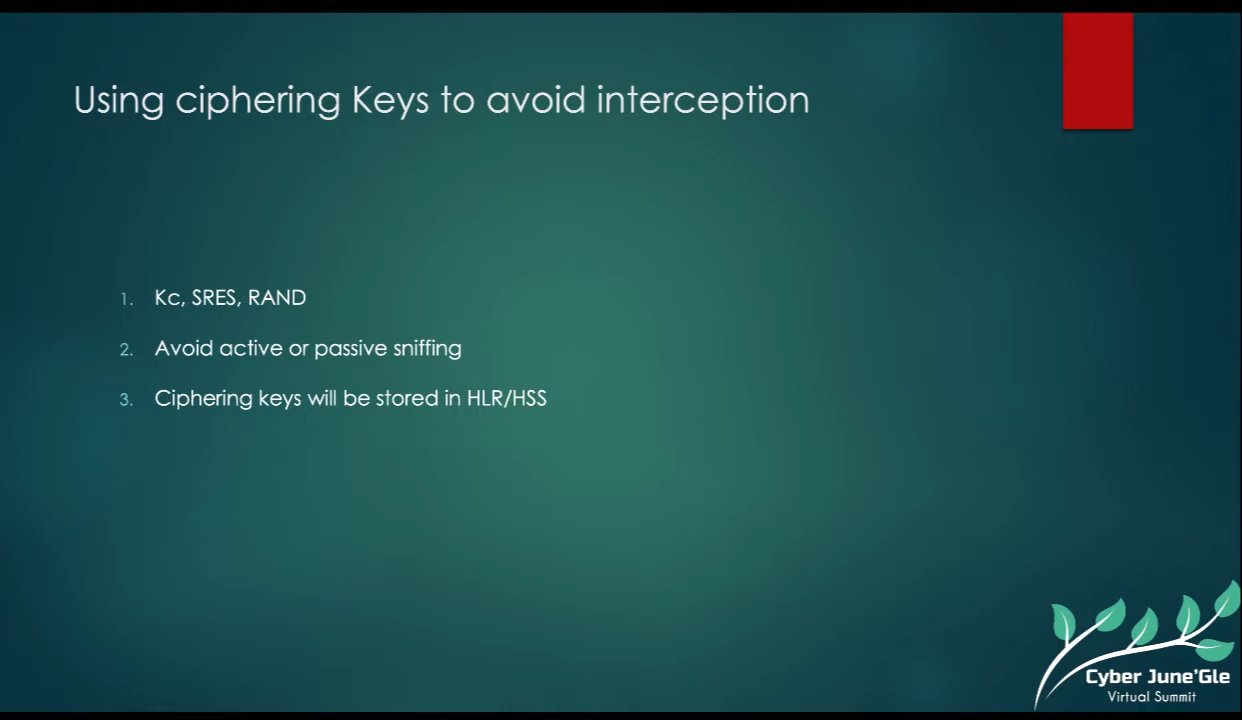 Using ciphering Keys to avoid interception
1. Kc, SRES, RAND
2. Avoid active or passive sniffing
3. Ciphering keys will be stored in HLR/HSS
Cyber June'Gle
Virtual Summit